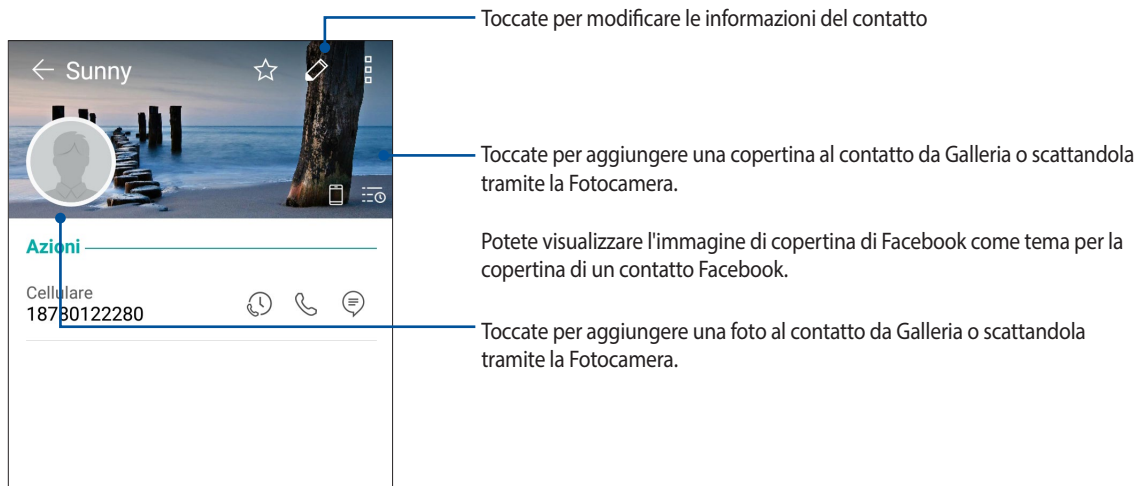 Toccate per modificare le informazioni del contatto
Sunny
Toccate per aggiungere una copertina al contatto da Galleria o scattandola
tramite la Fotocamera.
Potete visualizzare l'immagine di copertina di Facebook come tema per la
copertina di un contatto Facebook.
Azioni
Cellulare
18780122280
Toccate per aggiungere una foto al contatto da Galleria o scattandola
tramite la Fotocamera.